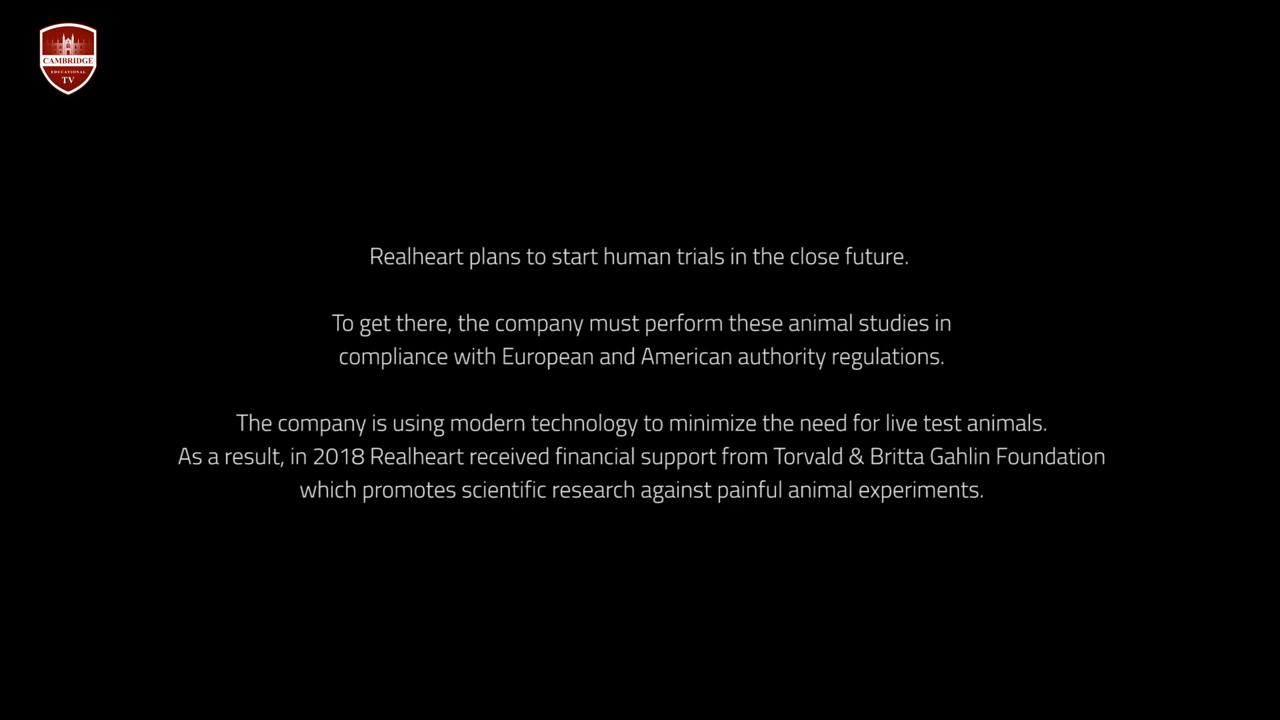 CAMBRIDGE
EDUCATIONAL
TV
Realheart plans to start human trials in the close future.
To get there, the company must perform these animal studies in
compliance with European and American authority regulations.
The company is using modern technology to minimize the need for live test animals.
As a result, in 2018 Realheart received financial support from Torvald & Britta Gahlin Foundation
which promotes scientific research against painful animal experiments.